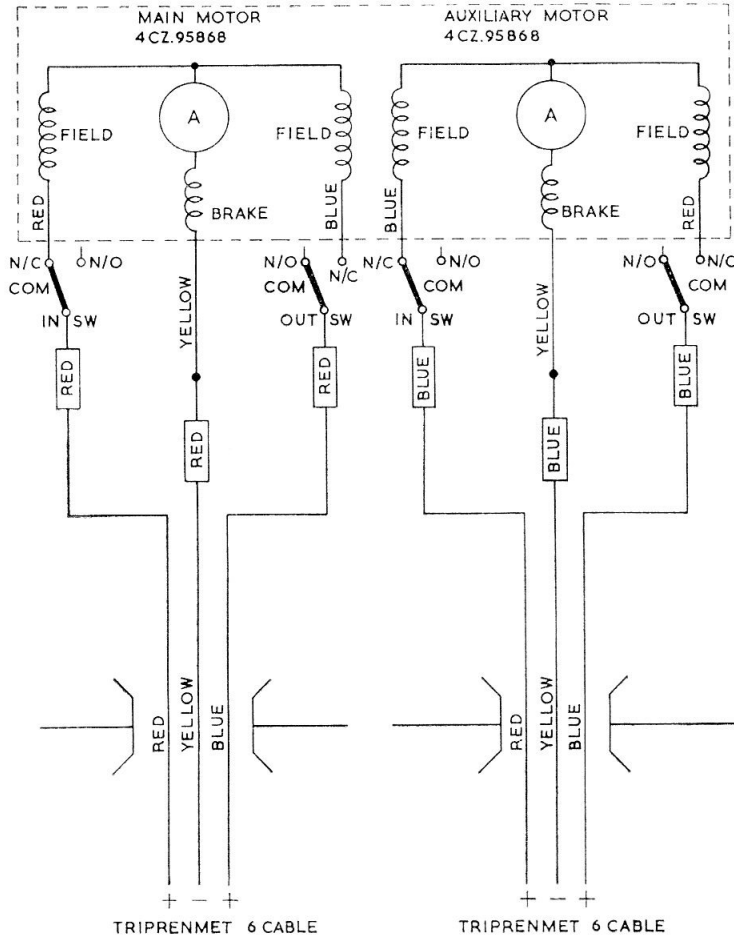 MAIN MOTOR
4CZ.95868
AUXILIARY MOTOR
4CZ.95868
A
A
FIELD
FIELD
FIELD
FIELD
RED
BRAKE
BLUE
BLUE
BRAKE
RED
N/C
N/O
N/O
N/C
N/C
N/O
N/O
N/C
COM
COM
COM
COM
IN SW
YELLOW
OUT SW
IN SW
YELLOW
OUT SW
RED
RED
BLUE
BLUE
RED
BLUE
RED
YELLOW
BLUE
RED
YELLOW
BLUE
+ − +
+ − +
TRIPRENMET 6 CABLE
TRIPRENMET 6 CABLE